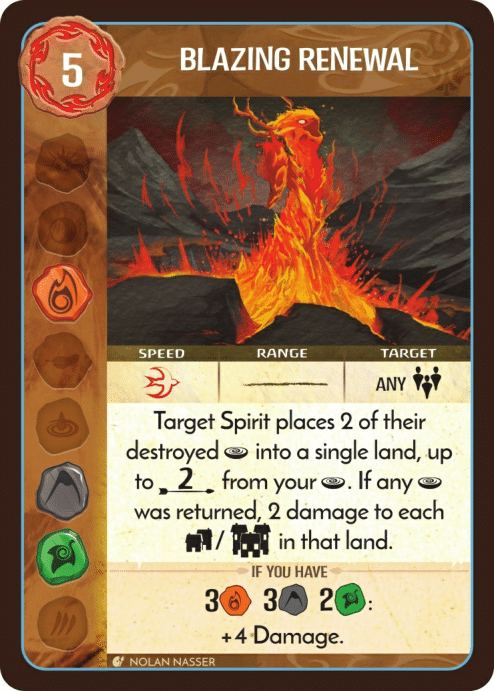 5
BLAZING RENEWAL
SPEED RANGE TARGET
ANY
Target Spirit places 2 of their
destroyed into a single land, up
to 2 from your . If any
was returned, 2 damage to each
/ in that land.
IF YOU HAVE
3 3 2 :
+4 Damage.
NOLAN NASSER